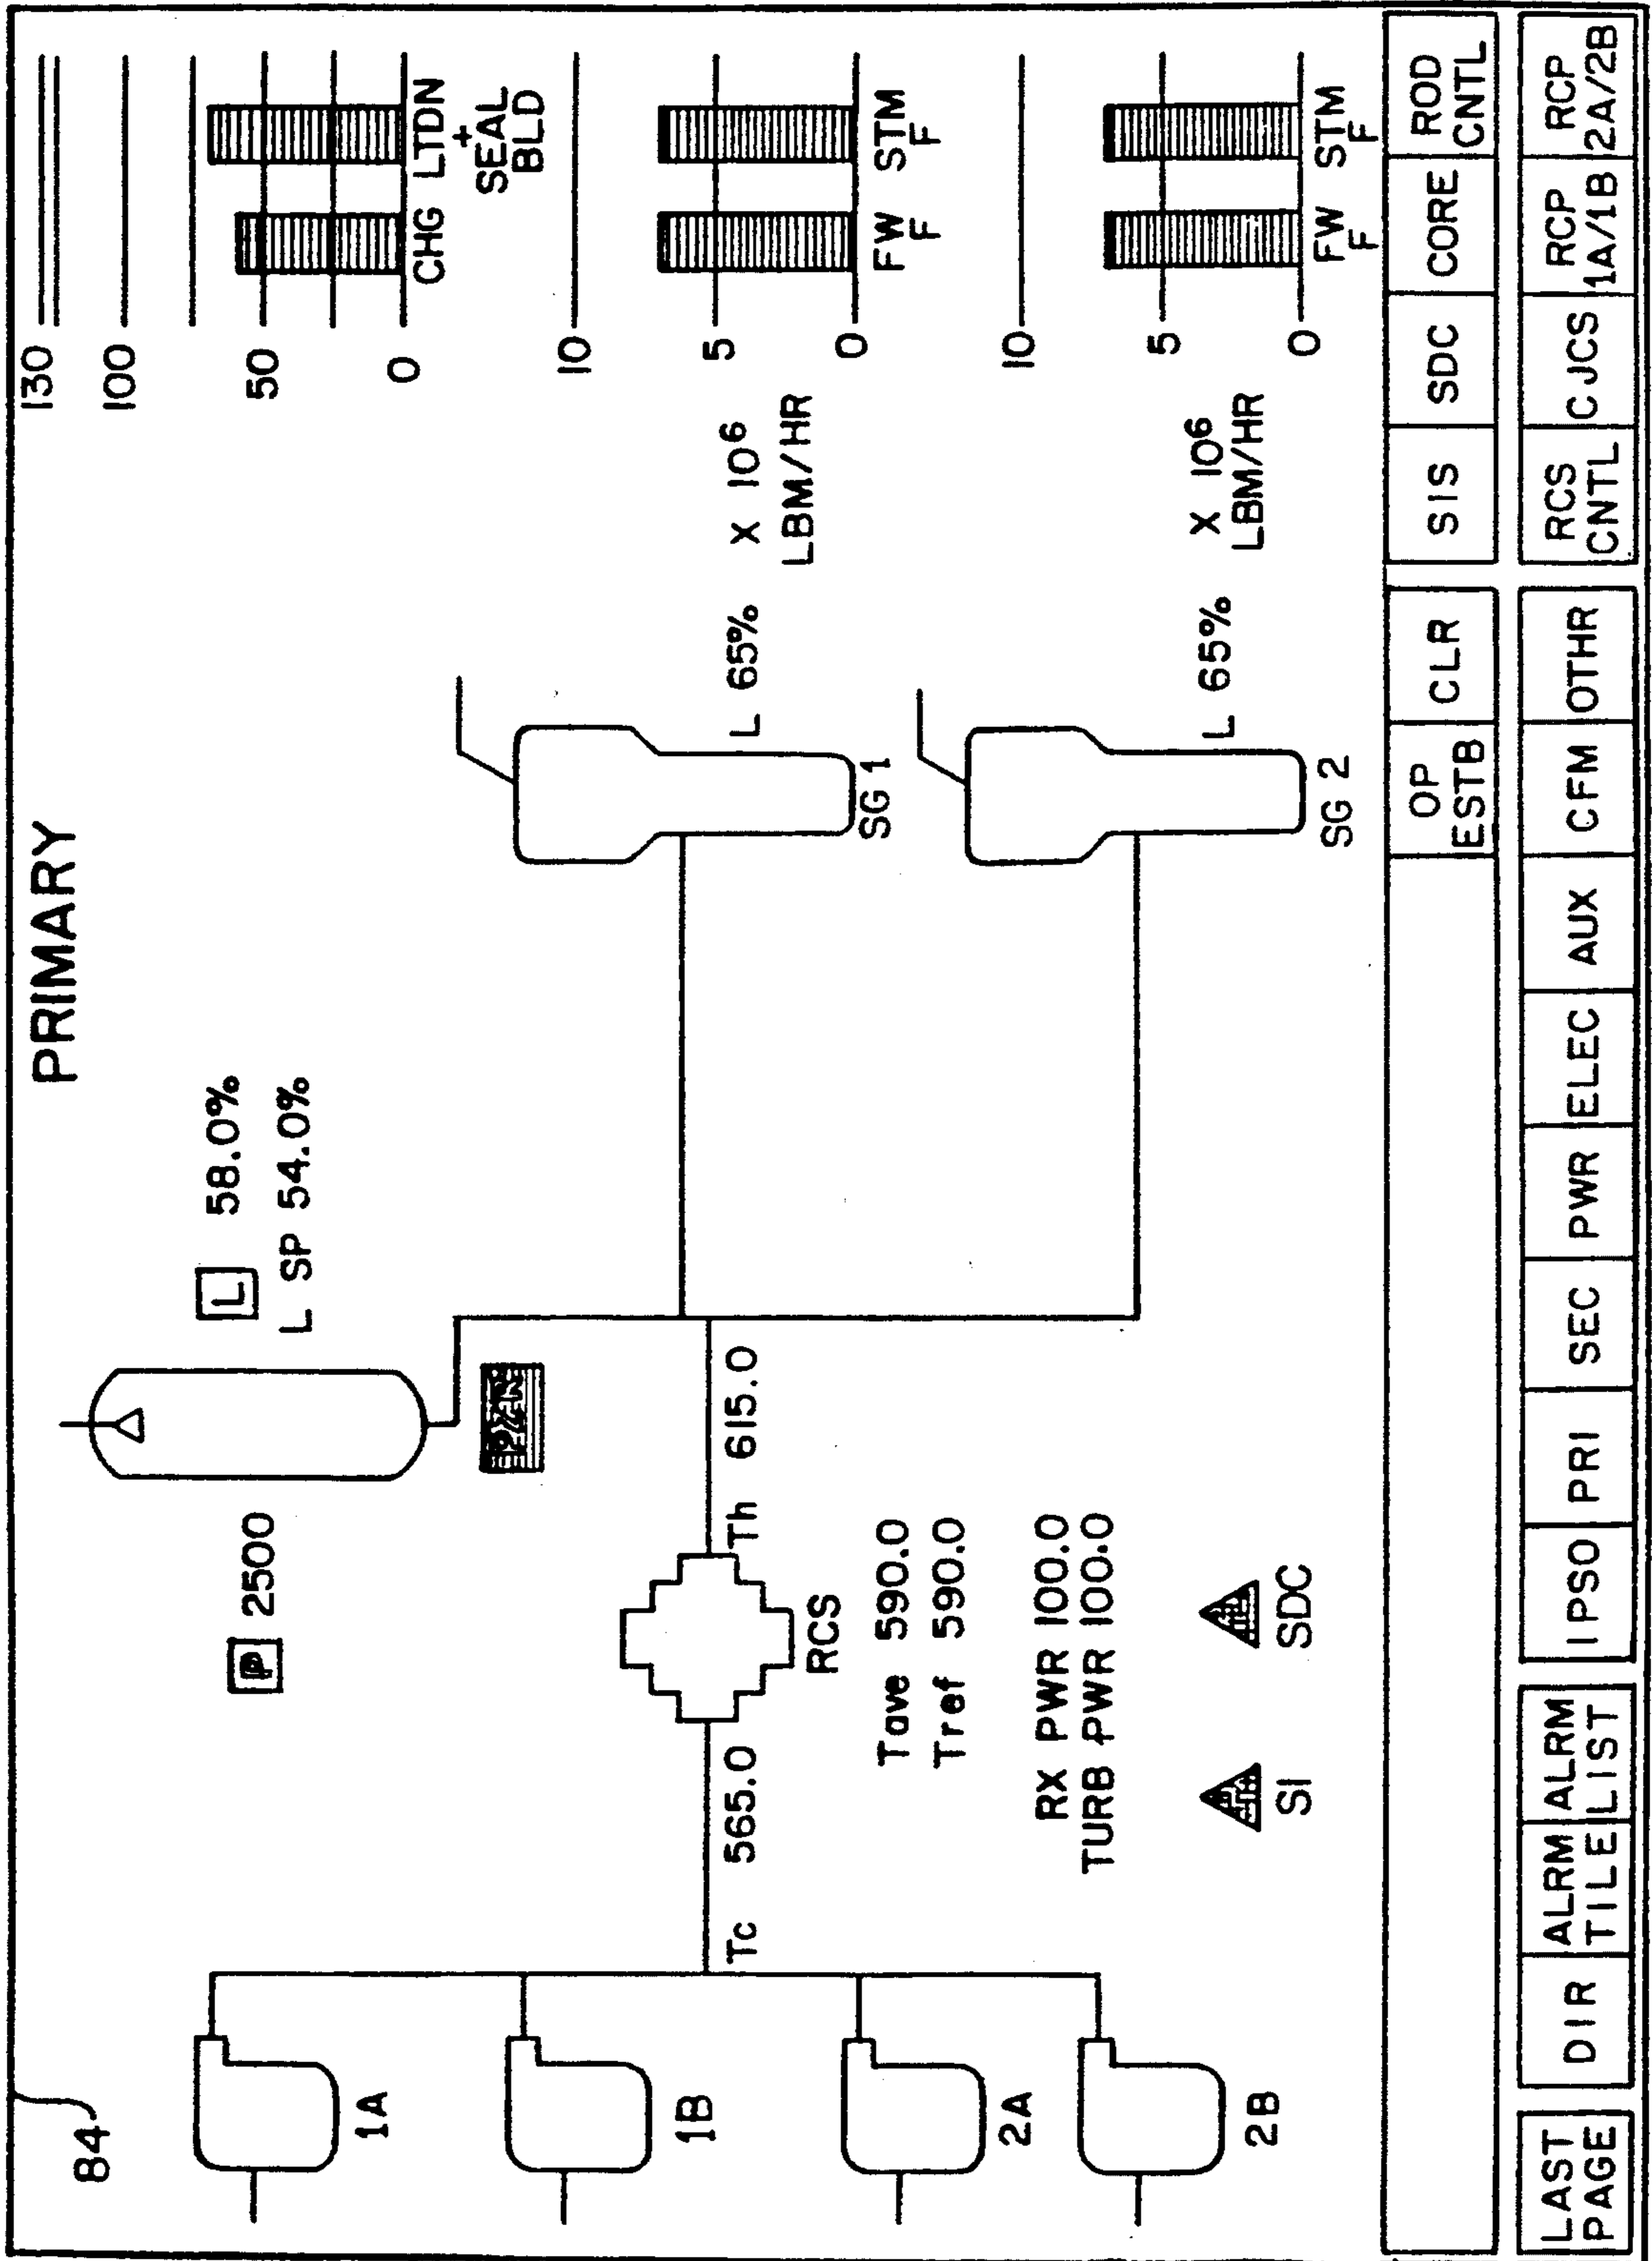 84
PRIMARY
130
100
50
0
CHG LTDN
+
SEAL
BLD
P 2500
L 58.0%
L SP 54.0%
1A
1B
2A
2B
Tc 565.0
Th 615.0
RCS
Tave 590.0
Tref 590.0
RX PWR 100.0
TURB PWR 100.0
SI
SDC
SG 1
L 65%
X 10⁶
LBM/HR
10
5
0
FW
F
STM
F
SG 2
L 65%
X 10⁶
LBM/HR
10
5
0
FW
F
STM
F
OP
ESTB
CLR
SIS
SDC
CORE
ROD
CNTL
LAST
PAGE
DIR
ALRM
TILE
ALRM
LIST
IPSO
PRI
SEC
PWR
ELEC
AUX
CFM
OTHR
RCS
CNTL
CJCS
RCP
1A/1B
RCP
2A/2B